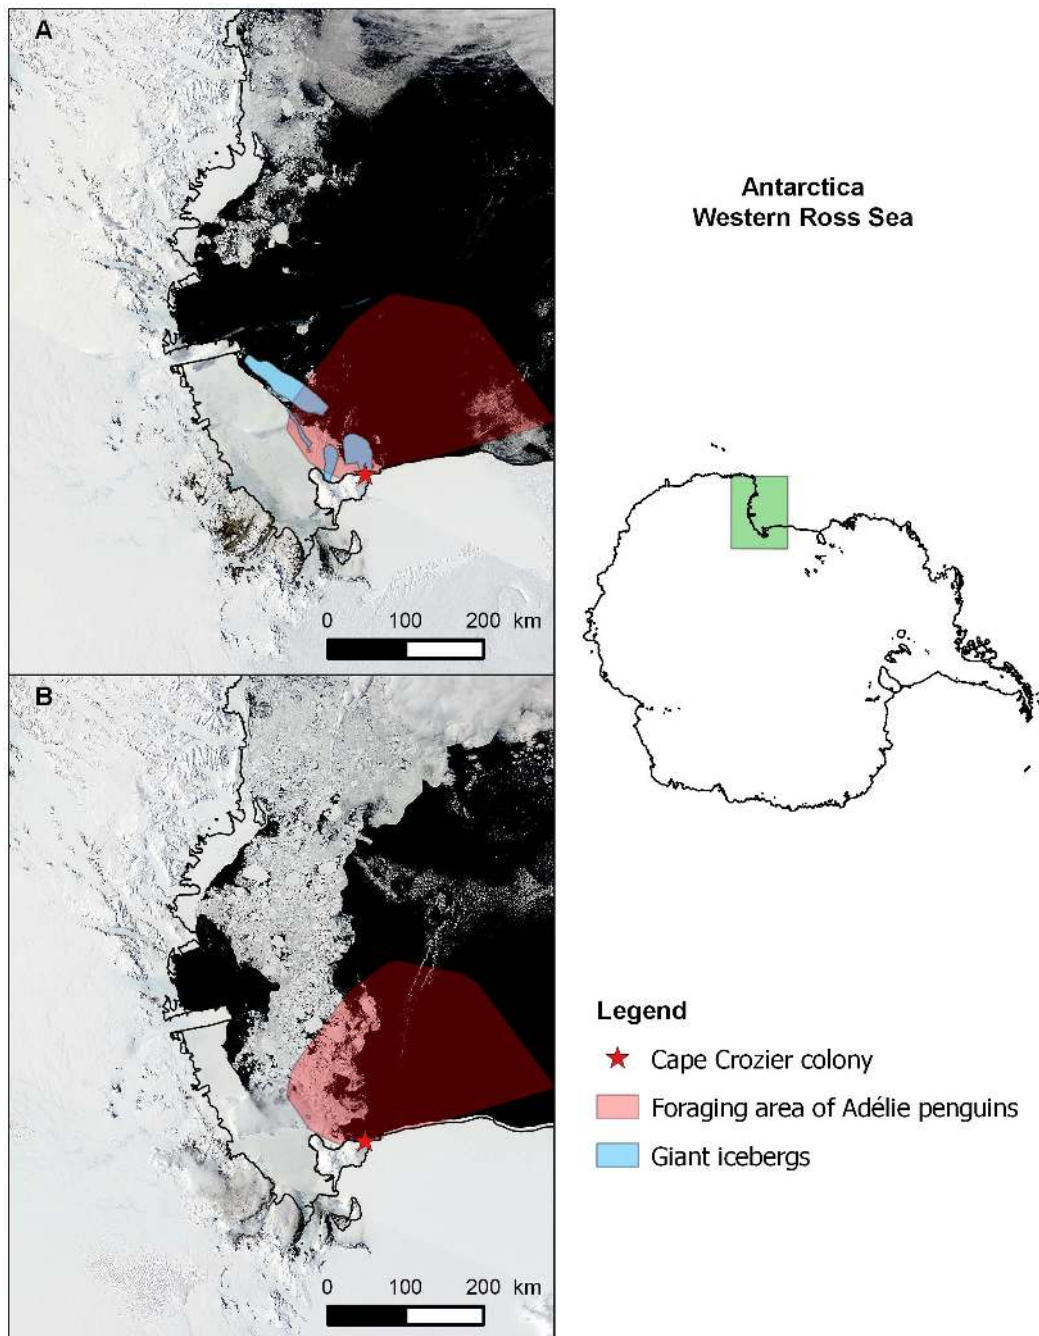 A
0 100 200 km
B
0 100 200 km
Antarctica
Western Ross Sea
Legend
Cape Crozier colony
Foraging area of Adélie penguins
Giant icebergs